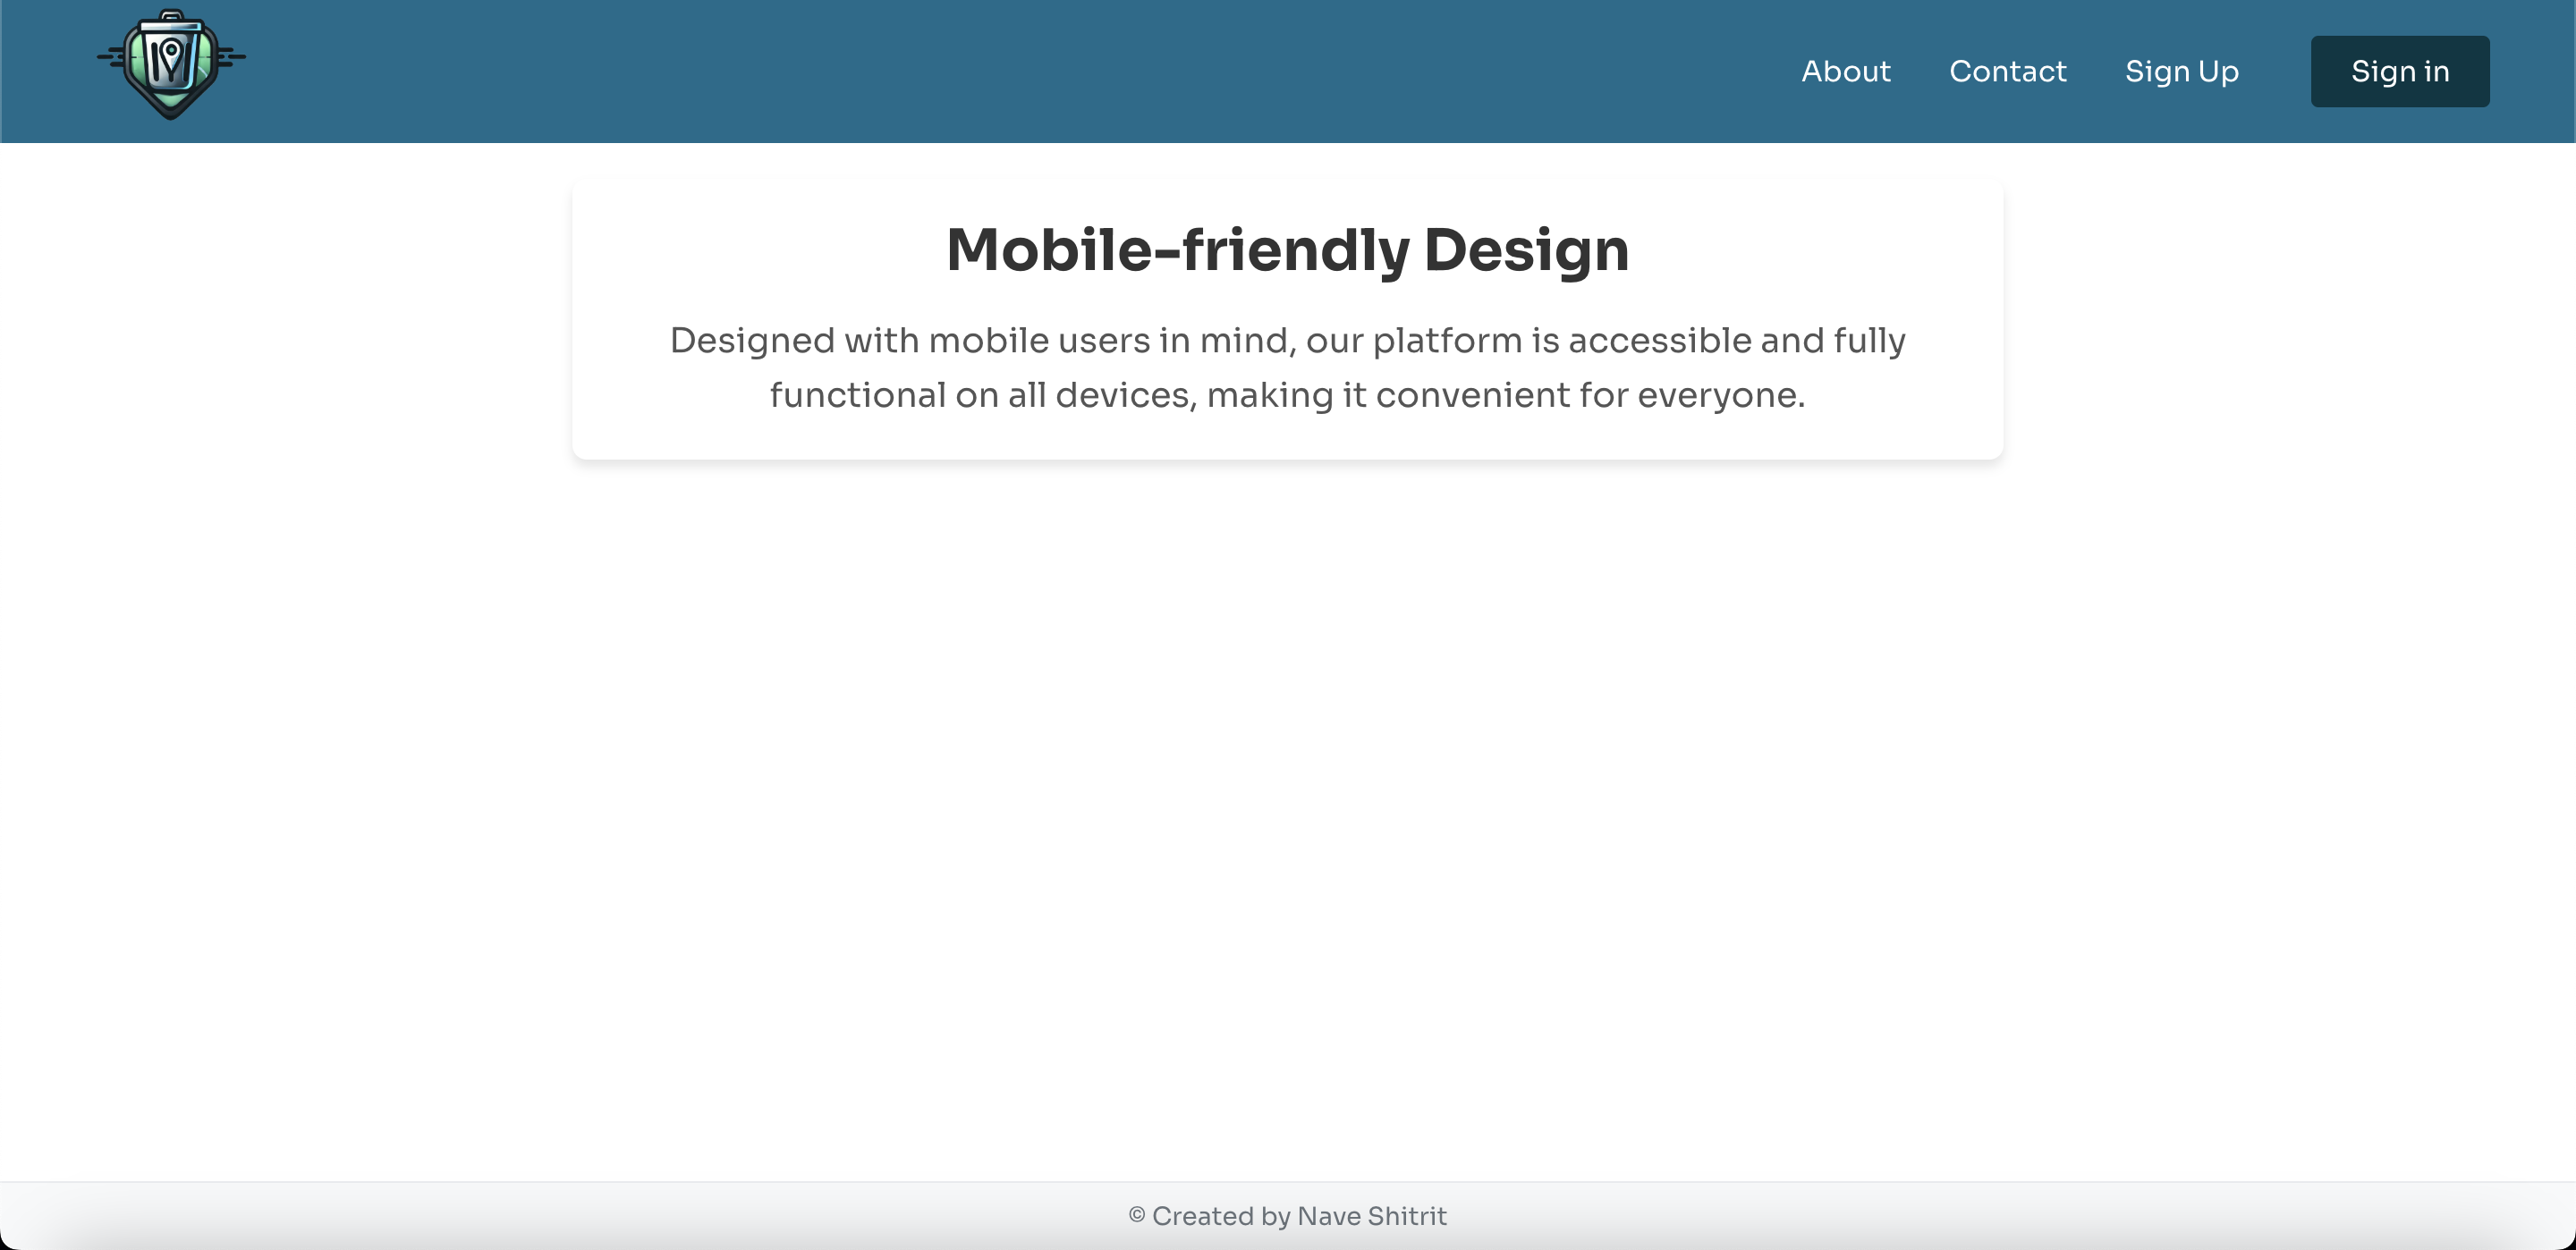 About
Contact
Sign Up
Sign in
Mobile-friendly Design
Designed with mobile users in mind, our platform is accessible and fully
functional on all devices, making it convenient for everyone.
© Created by Nave Shitrit